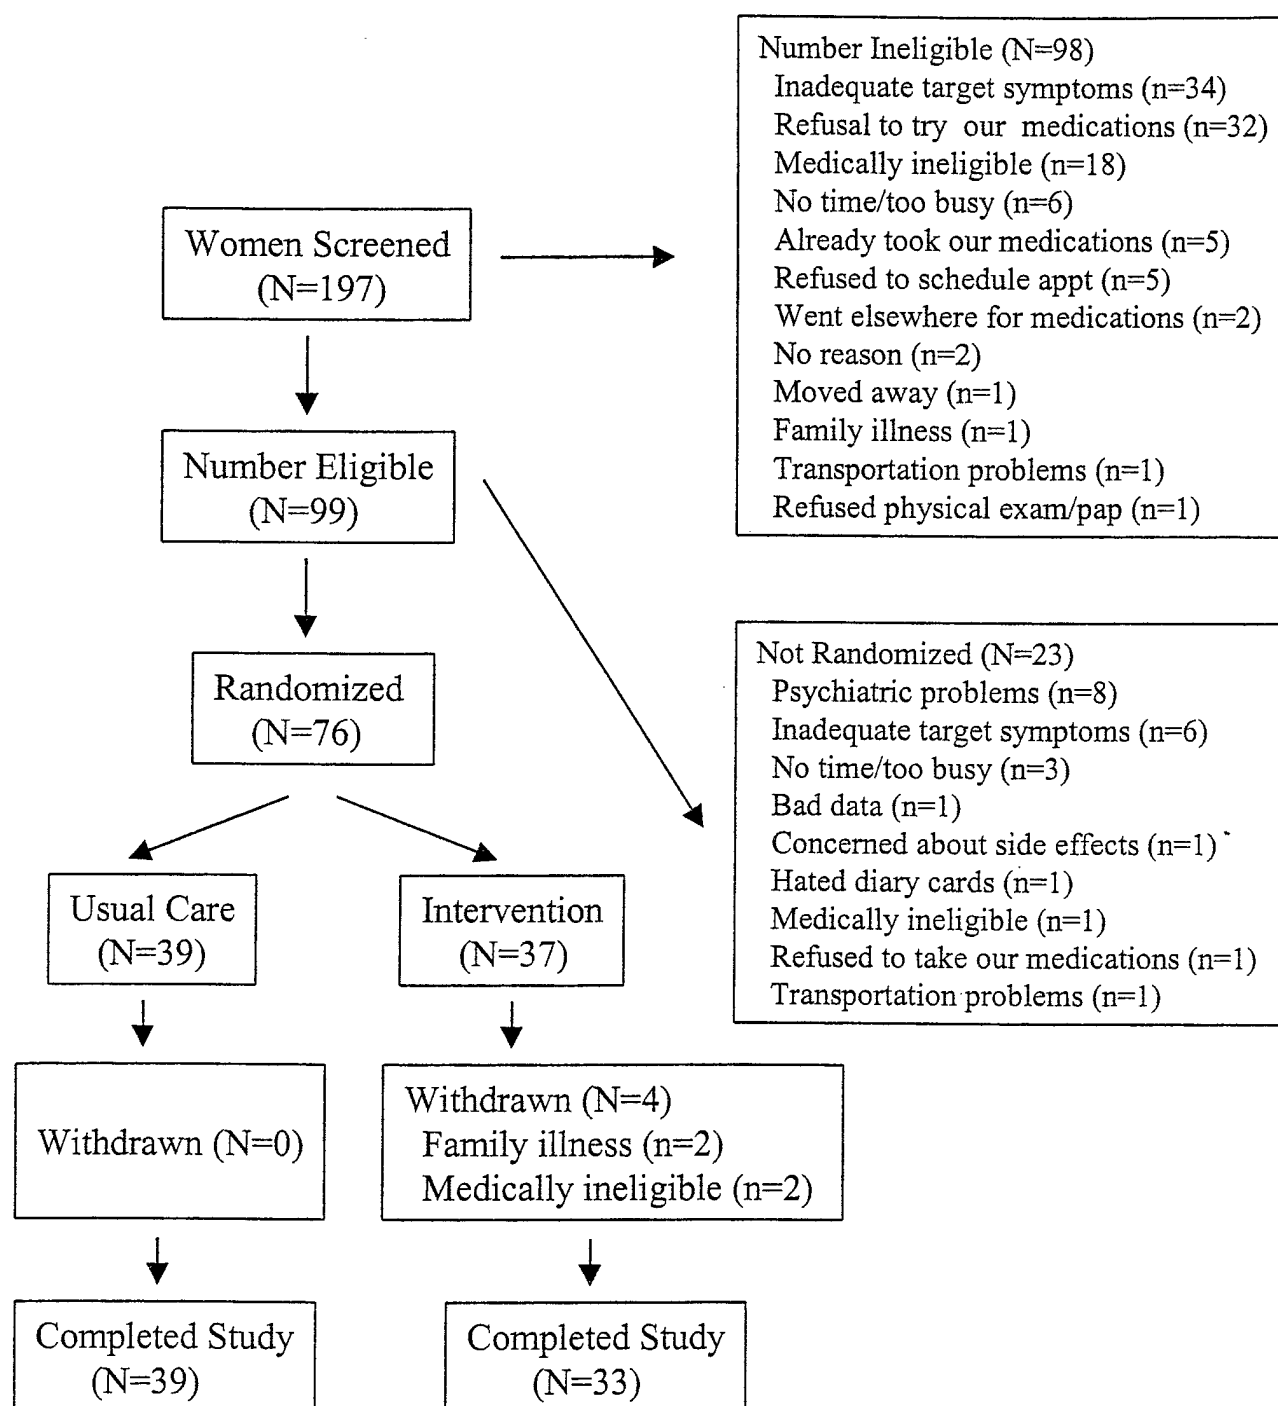 Number Ineligible (N=98)
Inadequate target symptoms (n=34)
Refusal to try our medications (n=32)
Medically ineligible (n=18)
No time/too busy (n=6)
Already took our medications (n=5)
Refused to schedule appt (n=5)
Went elsewhere for medications (n=2)
No reason (n=2)
Moved away (n=1)
Family illness (n=1)
Transportation problems (n=1)
Refused physical exam/pap (n=1)
Women Screened
(N=197)
Number Eligible
(N=99)
Randomized
(N=76)
Not Randomized (N=23)
Psychiatric problems (n=8)
Inadequate target symptoms (n=6)
No time/too busy (n=3)
Bad data (n=1)
Concerned about side effects (n=1)
Hated diary cards (n=1)
Medically ineligible (n=1)
Refused to take our medications (n=1)
Transportation problems (n=1)
Usual Care
(N=39)
Intervention
(N=37)
Withdrawn (N=0)
Withdrawn (N=4)
Family illness (n=2)
Medically ineligible (n=2)
Completed Study
(N=39)
Completed Study
(N=33)